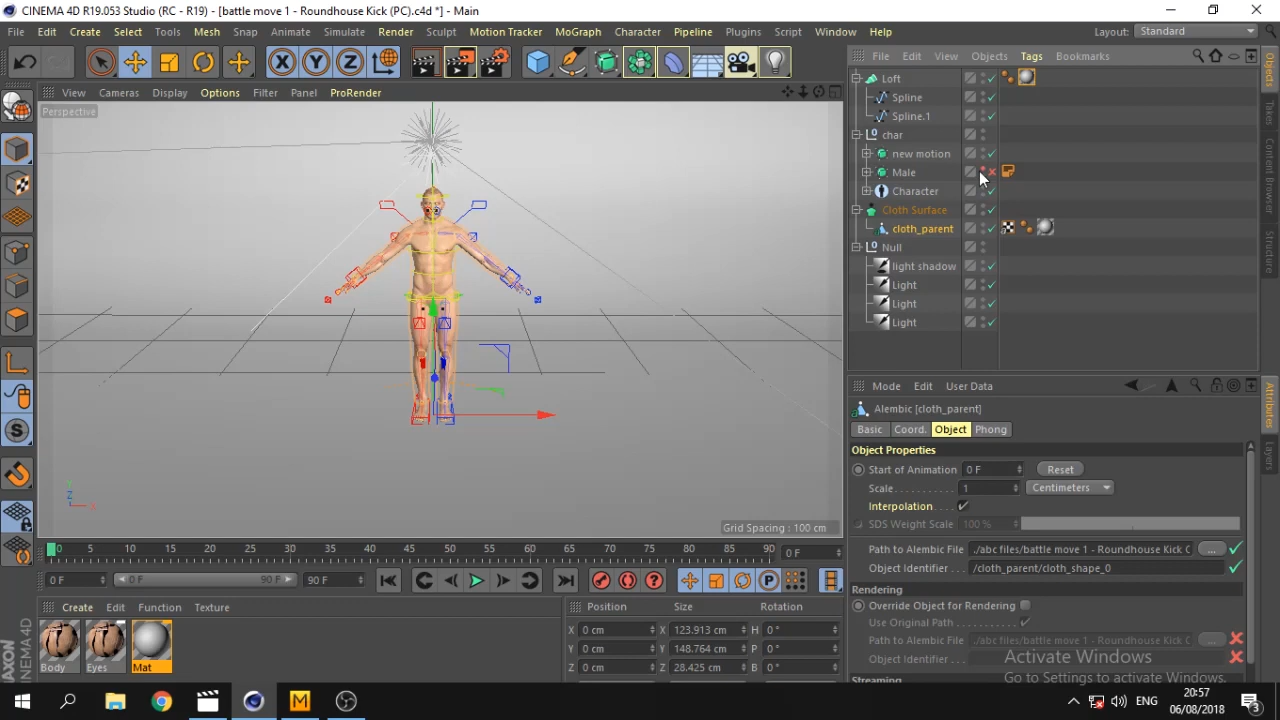 CINEMA 4D R19.053 Studio (RC - R19) - [battle move 1 - Roundhouse Kick (PC).c4d *] - Main
File Edit Create Select Tools Mesh Snap Animate Simulate Render Sculpt Motion Tracker MoGraph Character Pipeline Plugins Script Window Help Layout: Standard
X Y Z
File Edit View Objects Tags Bookmarks
View Cameras Display Options Filter Panel ProRender
Perspective
Loft
Spline
Spline.1
char
new motion
Male
Character
Cloth Surface
cloth_parent
Null
light shadow
Light
Light
Light
Objects
Takes
Content Browser
Structure
Mode Edit User Data
Alembic [cloth_parent]
Basic Coord. Object Phong
Object Properties
Start of Animation 0 F Reset
Scale 1 Centimeters
Interpolation
SDS Weight Scale 100 %
Path to Alembic File ./abc files/battle move 1 - Roundhouse Kick C ...
Object Identifier /cloth_parent/cloth_shape_0
Rendering
Override Object for Rendering
Use Original Path
Path to Alembic File ./abc files/battle move 1 - Roundhouse Kick C ...
Object Identifier
Streaming
Attributes
Layers
Activate Windows
Go to Settings to activate Windows.
Y
Z
X
Grid Spacing : 100 cm
0 5 10 15 20 25 30 35 40 45 50 55 60 65 70 75 80 85 90 0 F
0 F 0 F 90 F 90 F
Create Edit Function Texture
Body Eyes Mat
Position Size Rotation
X 0 cm X 123.913 cm H 0 °
Y 0 cm Y 148.764 cm P 0 °
Z 0 cm Z 28.425 cm B 0 °
MAXON
CINEMA 4D
ENG
20:57
06/08/2018
3